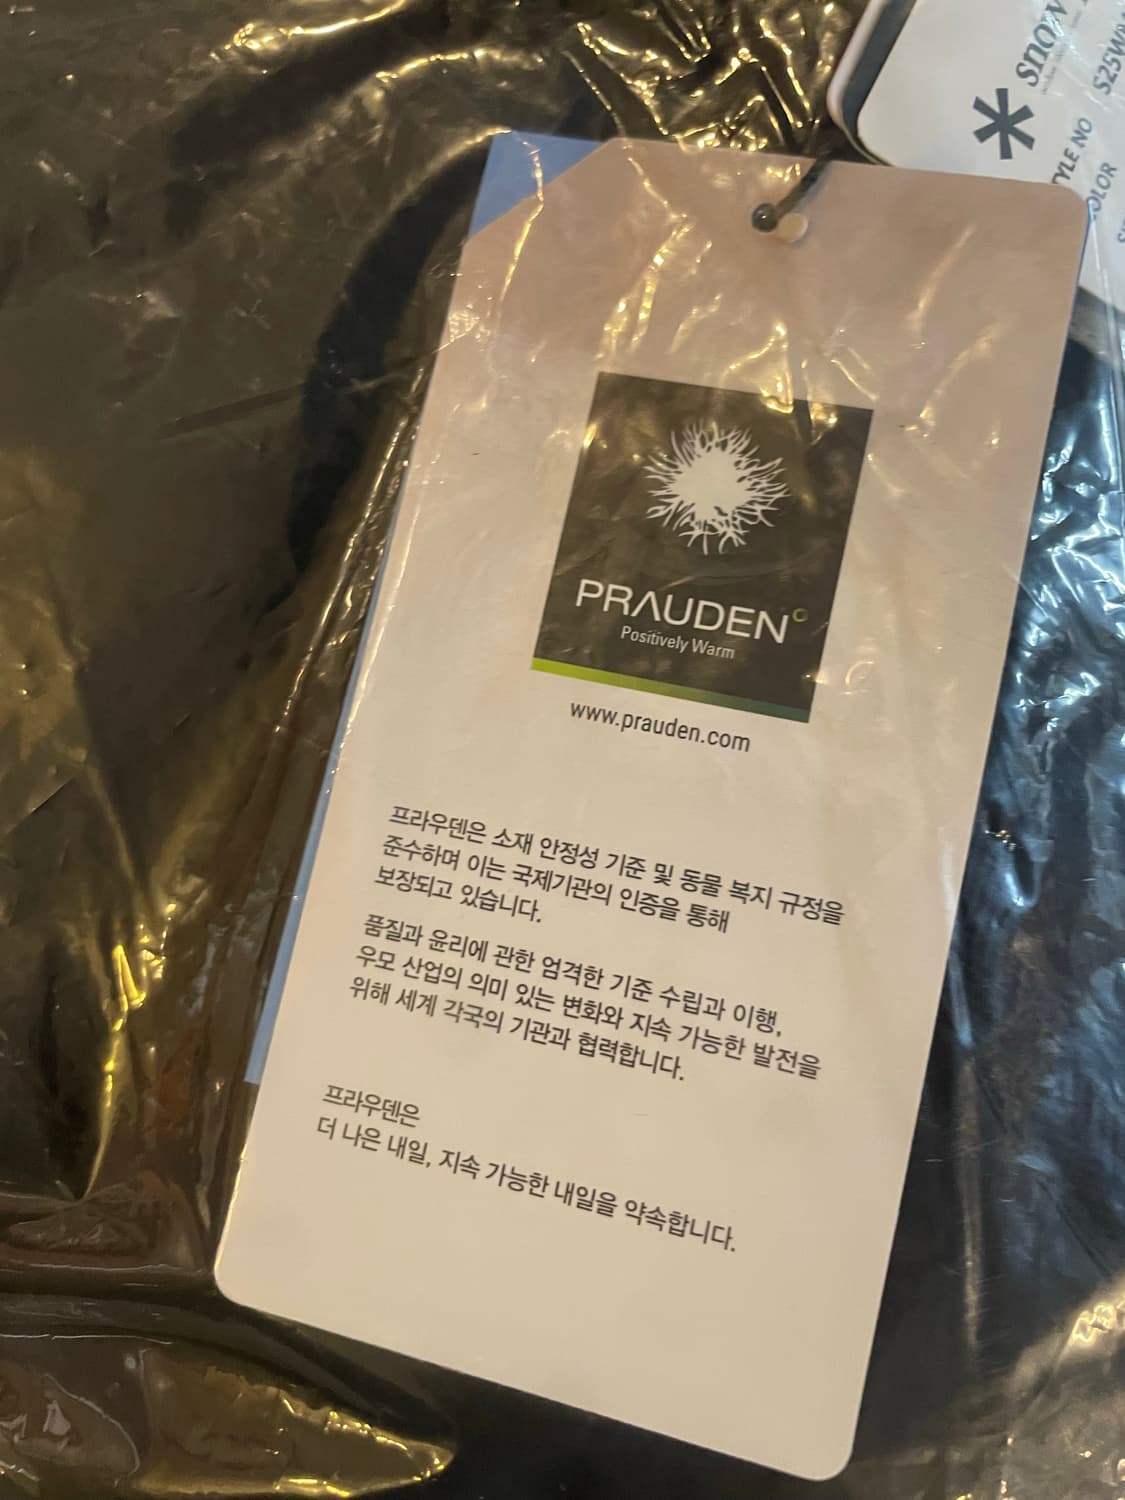 snow
STYLE NO
COLOR
PRAUDEN
Positively Warm
www.prauden.com
프라우덴은 소재 안정성 기준 및 동물 복지 규정을
준수하며 이는 국제기관의 인증을 통해
보장되고 있습니다.
품질과 윤리에 관한 엄격한 기준 수립과 이행,
우모 산업의 의미 있는 변화와 지속 가능한 발전을
위해 세계 각국의 기관과 협력합니다.
프라우덴은
더 나은 내일, 지속 가능한 내일을 약속합니다.